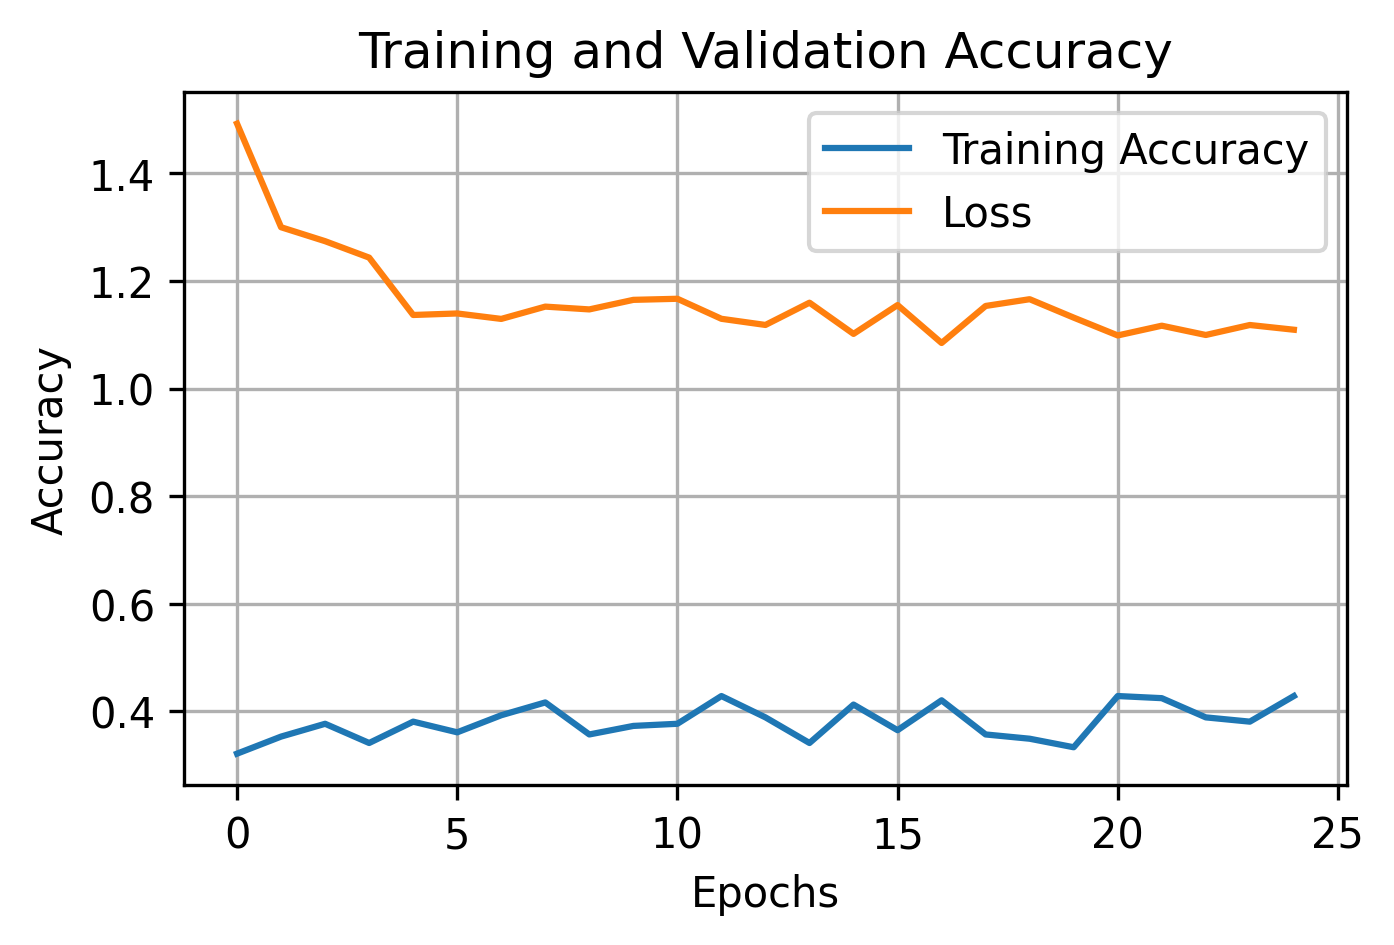 Training and Validation Accuracy
Training Accuracy
Loss
1.4
1.2
1.0
0.8
0.6
0.4
Accuracy
0 5 10 15 20 25
Epochs